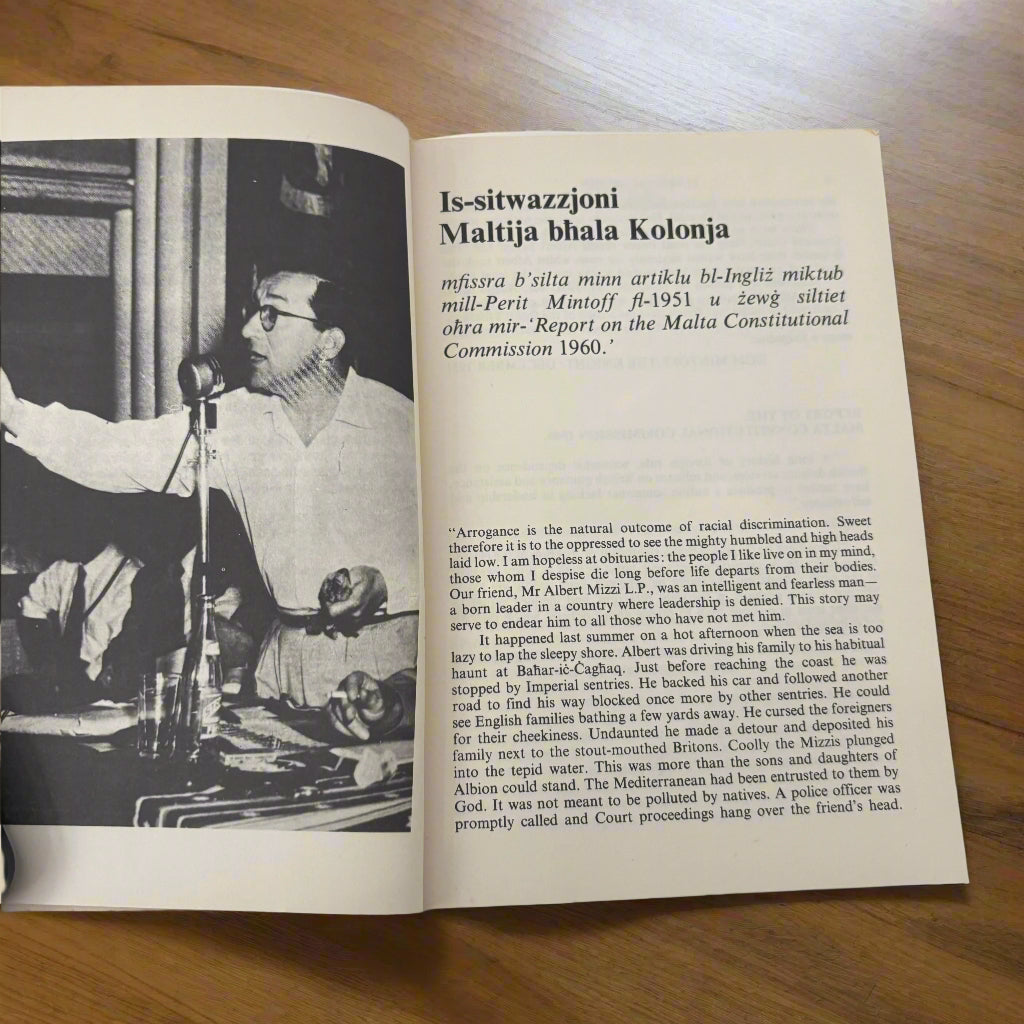 Is-sitwazzjoni
Maltija bħala Kolonja
mfissra b’silta minn artiklu bl-Ingliż miktub
mill-Perit Mintoff fl-1951 u żewġ siltiet
oħra mir-‘Report on the Malta Constitutional
Commission 1960.’
“Arrogance is the natural outcome of racial discrimination. Sweet
therefore it is to the oppressed to see the mighty humbled and high heads
laid low. I am hopeless at obituaries: the people I like live on in my mind,
those whom I despise die long before life departs from their bodies.
Our friend, Mr Albert Mizzi L.P., was an intelligent and fearless man—
a born leader in a country where leadership is denied. This story may
serve to endear him to all those who have not met him.
It happened last summer on a hot afternoon when the sea is too
lazy to lap the sleepy shore. Albert was driving his family to his habitual
haunt at Baħar-iċ-Ċagħaq. Just before reaching the coast he was
stopped by Imperial sentries. He backed his car and followed another
road to find his way blocked once more by other sentries. He could
see English families bathing a few yards away. He cursed the foreigners
for their cheekiness. Undaunted he made a detour and deposited his
family next to the stout-mouthed Britons. Coolly the Mizzis plunged
into the tepid water. This was more than the sons and daughters of
Albion could stand. The Mediterranean had been entrusted to them by
God. It was not meant to be polluted by natives. A police officer was
promptly called and Court proceedings hang over the friend’s head.